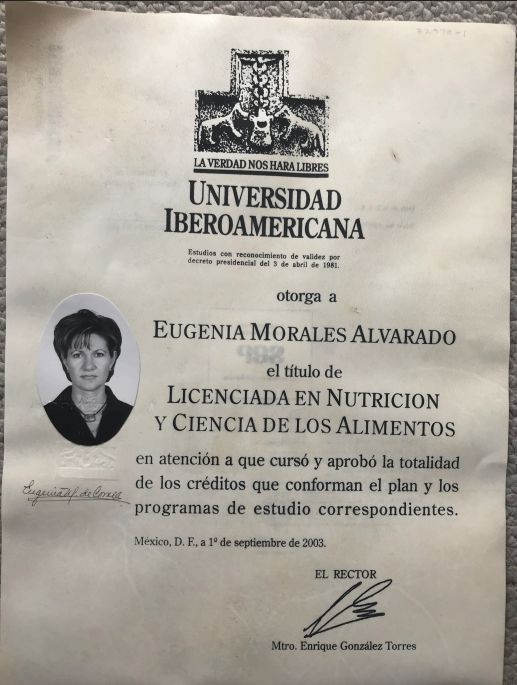 LA VERDAD NOS HARA LIBRES
UNIVERSIDAD
IBEROAMERICANA
Estudios con reconocimiento de validez por
decreto presidencial del 3 de abril de 1981.
otorga a
EUGENIA MORALES ALVARADO
el título de
LICENCIADA EN NUTRICION
Y CIENCIA DE LOS ALIMENTOS
en atención a que cursó y aprobó la totalidad
de los créditos que conforman el plan y los
programas de estudio correspondientes.
Eugenia M. de Correa
México, D. F., a 1º de septiembre de 2003.
EL RECTOR
Mtro. Enrique González Torres